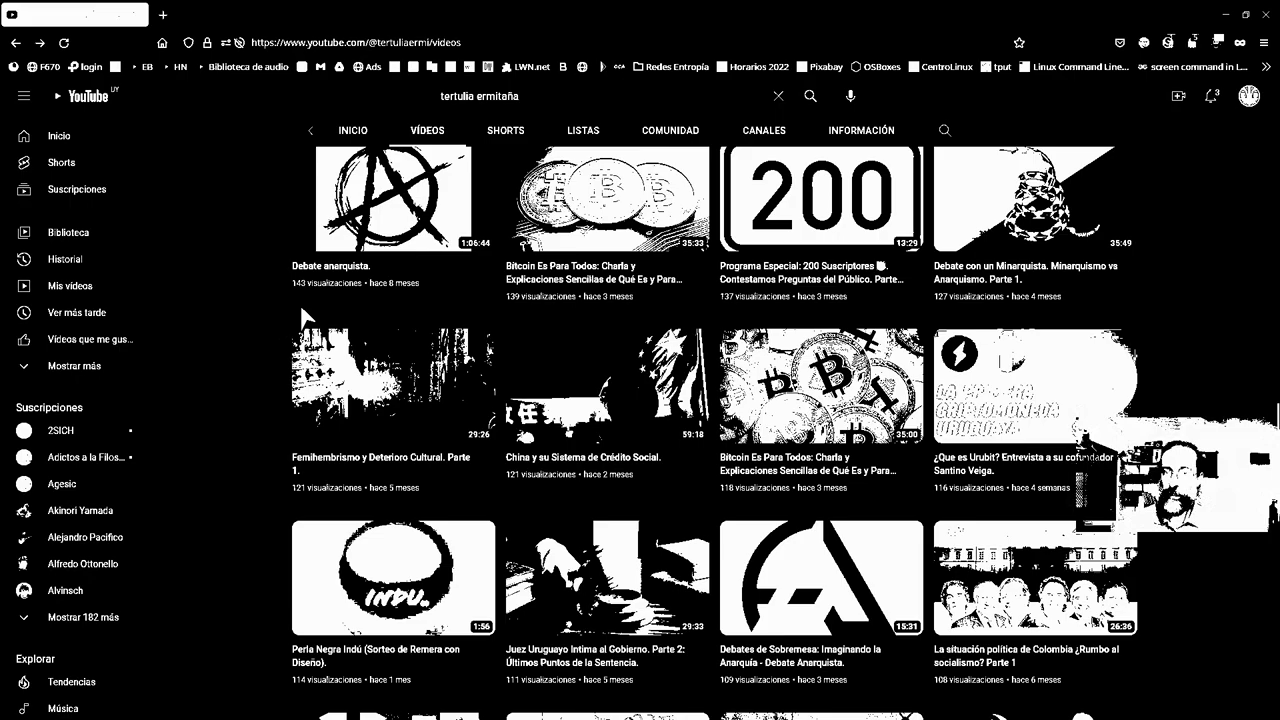 https://www.youtube.com/@tertuliaermi/videos
F670
login
EB
HN
Biblioteca de audio
Ads
LWN.net
B
CCA
Redes Entropía
Horarios 2022
Pixabay
OSBoxes
CentroLinux
tput
Linux Command Line...
screen command in L...
YouTube UY
tertulia ermitaña
3
INICIO
VÍDEOS
SHORTS
LISTAS
COMUNIDAD
CANALES
INFORMACIÓN
Inicio
Shorts
Suscripciones
Biblioteca
Historial
Mis vídeos
Ver más tarde
Vídeos que me gus...
Mostrar más
Suscripciones
2SICH
Adictos a la Filos...
Agesic
Akinori Yamada
Alejandro Pacifico
Alfredo Ottonello
Alvinsch
Mostrar 182 más
Explorar
Tendencias
Música
1:06:44
Debate anarquista.
143 visualizaciones • hace 8 meses
35:33
Bitcoin Es Para Todos: Charla y
Explicaciones Sencillas de Qué Es y Para...
139 visualizaciones • hace 3 meses
200
13:29
Programa Especial: 200 Suscriptores
Contestamos Preguntas del Público. Parte...
137 visualizaciones • hace 3 meses
35:49
Debate con un Minarquista. Minarquismo vs
Anarquismo. Parte 1.
127 visualizaciones • hace 4 meses
29:26
Femihembrismo y Deterioro Cultural. Parte
1.
121 visualizaciones • hace 5 meses
任
59:18
China y su Sistema de Crédito Social.
121 visualizaciones • hace 2 meses
35:00
Bitcoin Es Para Todos: Charla y
Explicaciones Sencillas de Qué Es y Para...
118 visualizaciones • hace 3 meses
CRIPTOMONEDA
URUGUAYA
¿Que es Urubit? Entrevista a su cofundador
Santino Veiga.
116 visualizaciones • hace 4 semanas
INDU.
1:56
Perla Negra Indú (Sorteo de Remera con
Diseño).
114 visualizaciones • hace 1 mes
29:33
Juez Uruguayo Intima al Gobierno. Parte 2:
Últimos Puntos de la Sentencia.
111 visualizaciones • hace 5 meses
15:31
Debates de Sobremesa: Imaginando la
Anarquía - Debate Anarquista.
109 visualizaciones • hace 3 meses
26:36
La situación política de Colombia ¿Rumbo al
socialismo? Parte 1
108 visualizaciones • hace 6 meses